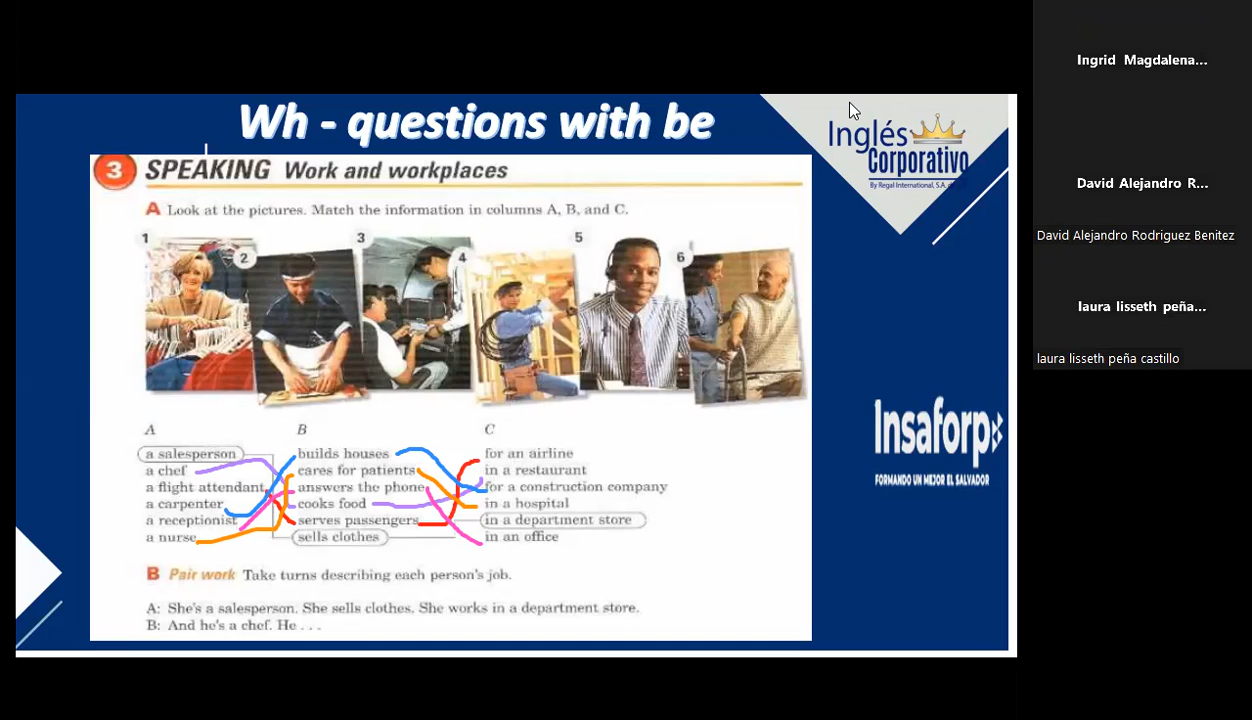 Wh - questions with be
Inglés
Corporativo
By Regal International, S.A.
3 SPEAKING Work and workplaces
A Look at the pictures. Match the information in columns A, B, and C.
1
2
3
4
5
6
A B C
a salesperson builds houses for an airline
a chef cares for patients in a restaurant
a flight attendant answers the phone for a construction company
a carpenter cooks food in a hospital
a receptionist serves passengers in a department store
a nurse sells clothes in an office
B Pair work Take turns describing each person's job.
A: She's a salesperson. She sells clothes. She works in a department store.
B: And he's a chef. He . . .
Insaforp
FORMANDO UN MEJOR EL SALVADOR
Ingrid Magdalena...
David Alejandro R...
David Alejandro Rodriguez Benitez
laura lisseth peña...
laura lisseth peña castillo